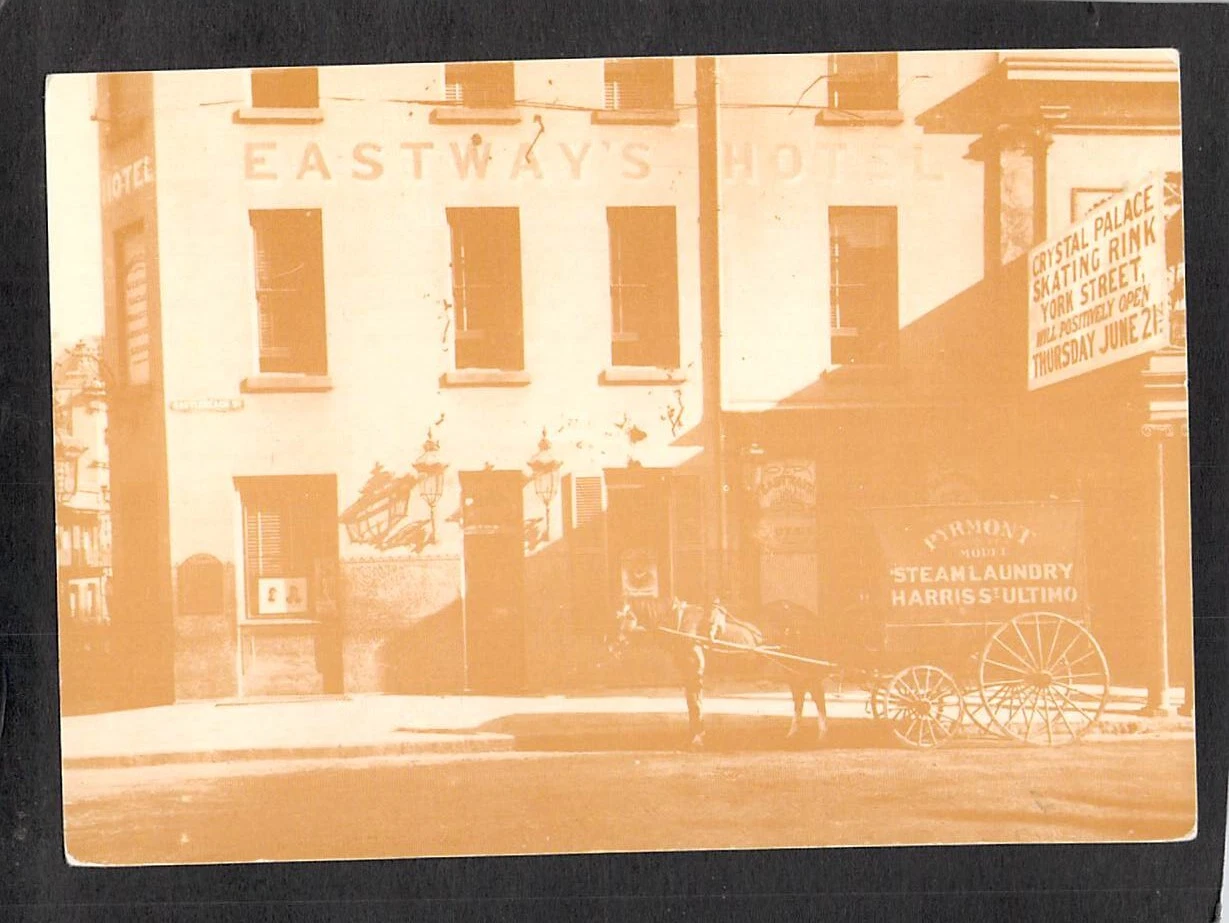 EASTWAY'S HOTEL
HOTEL
CRYSTAL PALACE
SKATING RINK
YORK STREET,
WILL POSITIVELY OPEN
THURSDAY JUNE 21ST
PYRMONT
MODEL
STEAM LAUNDRY
HARRIS ST ULTIMO